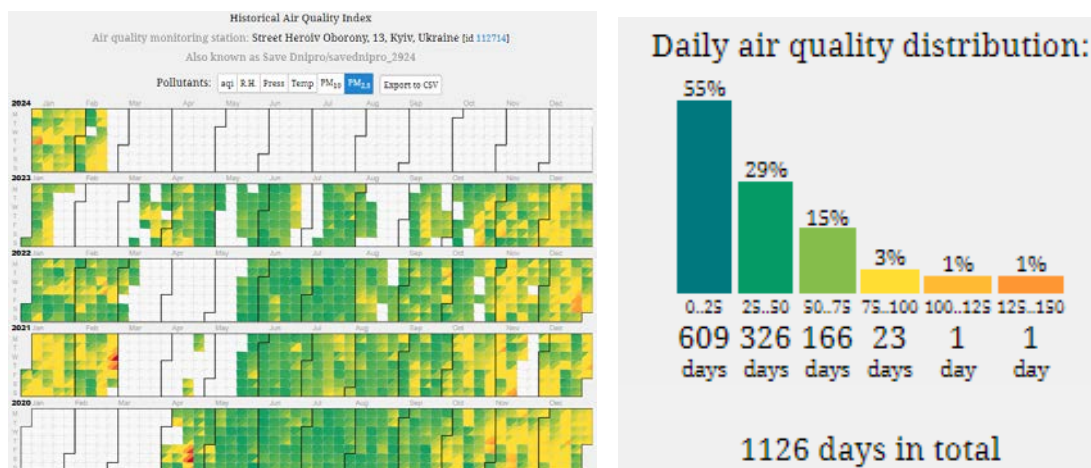 Historical Air Quality Index
Air quality monitoring station: Street Heroiv Oborony, 13, Kyiv, Ukraine [id 112714]
Also known as Save Dnipro/savednipro_2924
Pollutants: aqi R.H. Press Temp PM10 PM2.5 Export to CSV
2024 Jan Feb Mar Apr May Jun Jul Aug Sep Oct Nov Dec
M
T
W
T
F
S
S
2023 Jan Feb Mar Apr May Jun Jul Aug Sep Oct Nov Dec
M
T
W
T
F
S
S
2022 Jan Feb Mar Apr May Jun Jul Aug Sep Oct Nov Dec
M
T
W
T
F
S
S
2021 Jan Feb Mar Apr May Jun Jul Aug Sep Oct Nov Dec
M
T
W
T
F
S
S
2020 Jan Feb Mar Apr May Jun Jul Aug Sep Oct Nov Dec
M
T
W
T
F
S
Daily air quality distribution:
55% 29% 15% 3% 1% 1%
0..25 25..50 50..75 75..100 100..125 125..150
609 326 166 23 1 1
days days days days day day
1126 days in total